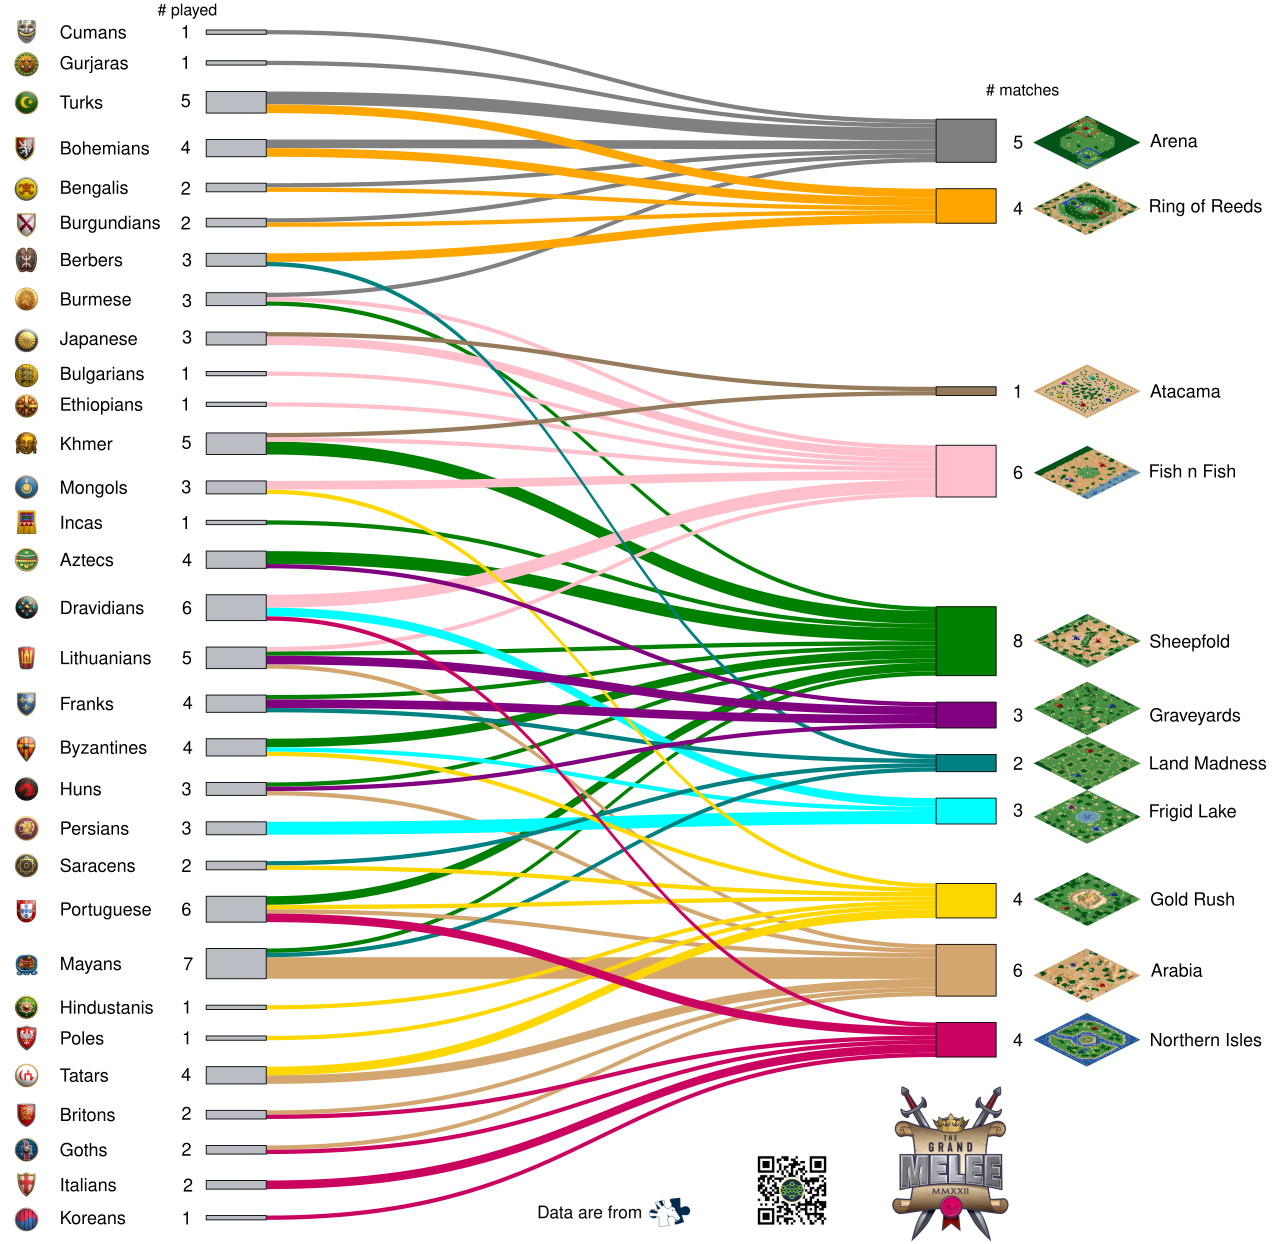 # played
Cumans 1
Gurjaras 1
# matches
Turks 5
Bohemians 4
5 Arena
Bengalis 2
4 Ring of Reeds
Burgundians 2
Berbers 3
Burmese 3
Japanese 3
Bulgarians 1
1 Atacama
Ethiopians 1
Khmer 5
6 Fish n Fish
Mongols 3
Incas 1
Aztecs 4
Dravidians 6
8 Sheepfold
Lithuanians 5
Franks 4
3 Graveyards
Byzantines 4
2 Land Madness
Huns 3
3 Frigid Lake
Persians 3
Saracens 2
4 Gold Rush
Portuguese 6
Mayans 7
6 Arabia
Hindustanis 1
Poles 1
4 Northern Isles
Tatars 4
Britons 2
Goths 2
Italians 2
Koreans 1
Data are from
THE
GRAND
MELEE
MMXXII